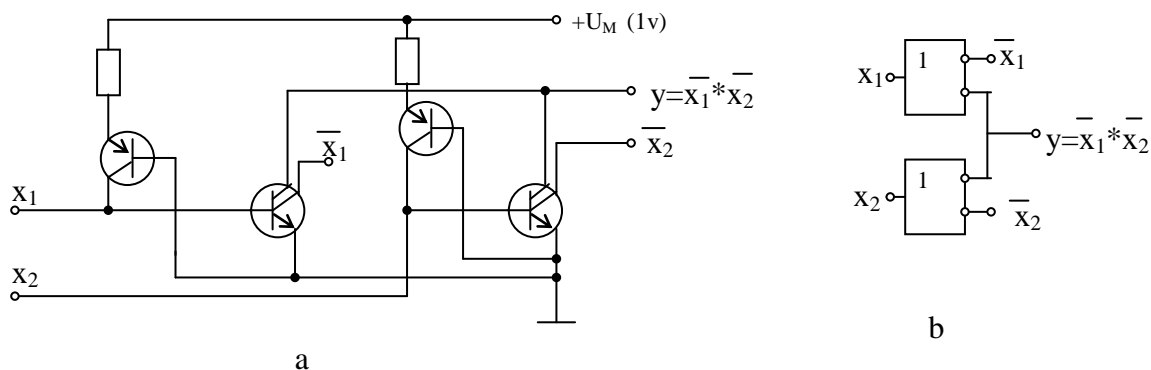 +U_M (1v)
y=x̅₁*x̅₂
x̅₁
x̅₂
x₁
x₂
a
x₁
1
x̅₁
y=x̅₁*x̅₂
x₂
1
x̅₂
b